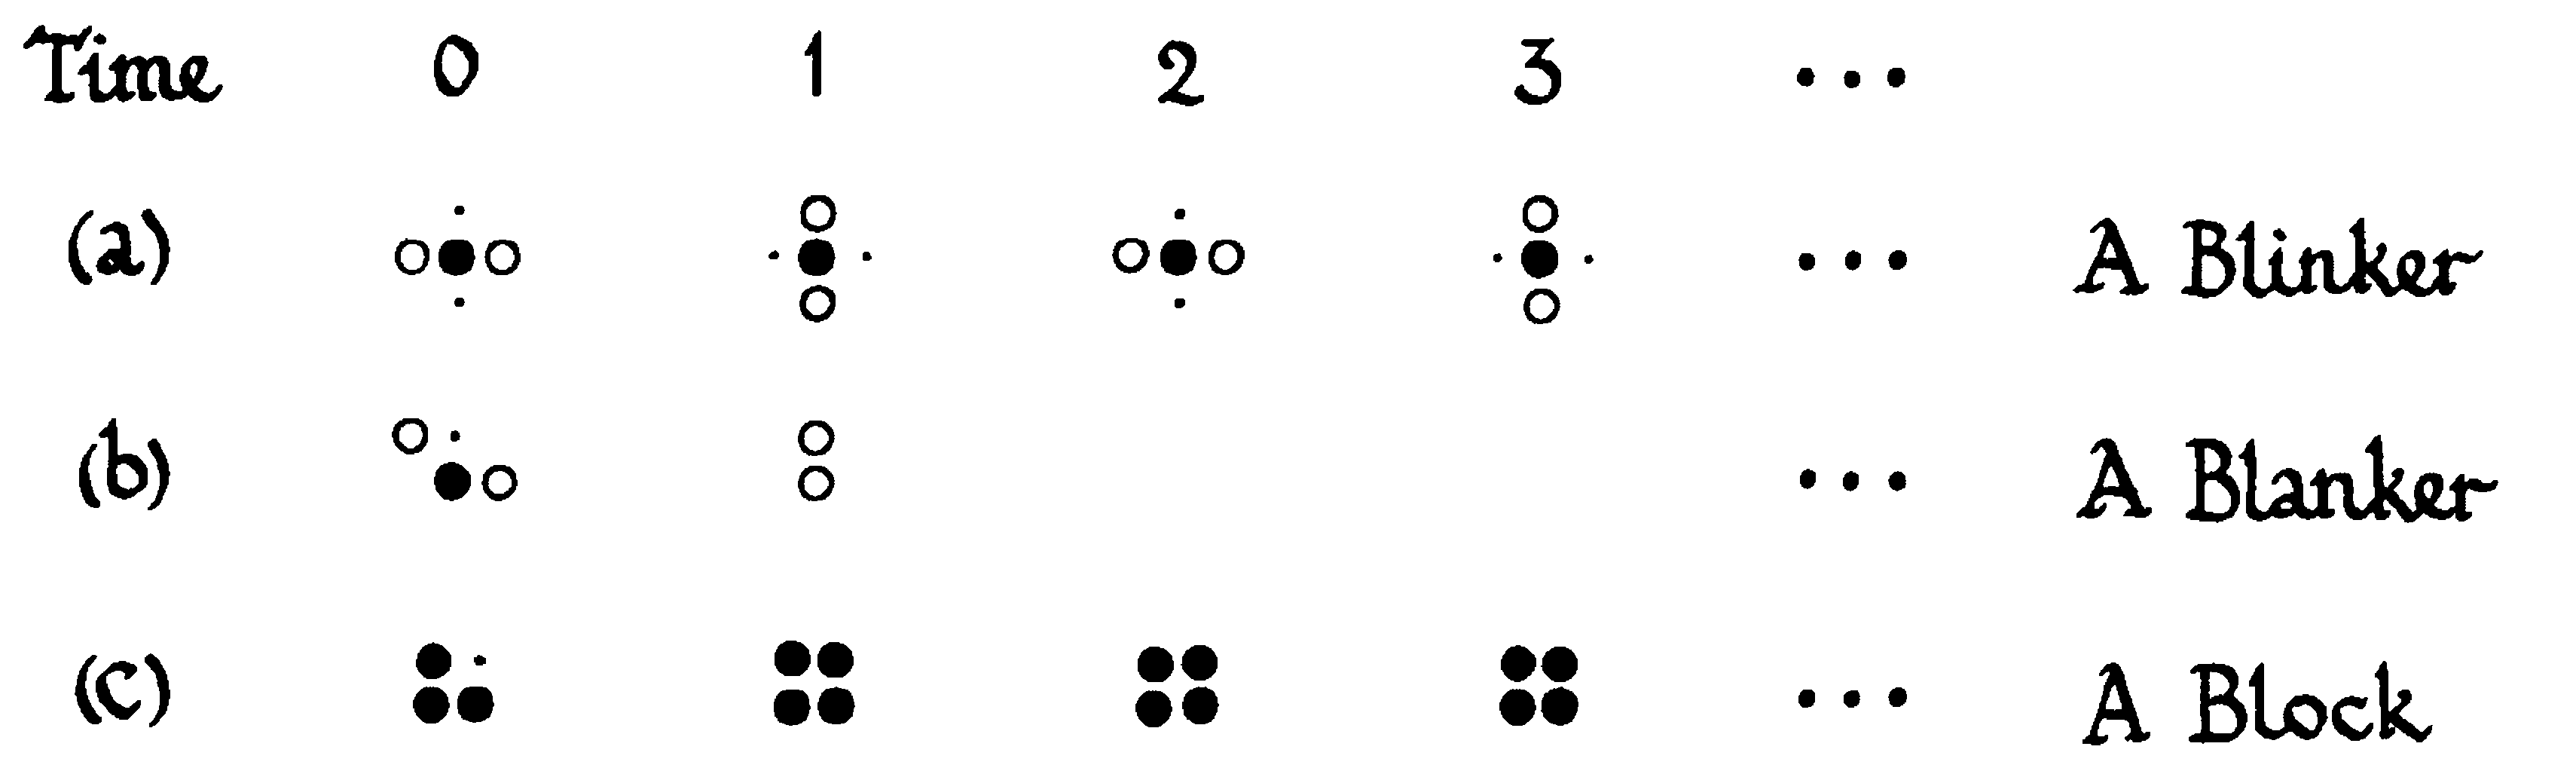 Time 0 1 2 3 ...
(a) ... A Blinker
(b) ... A Blanker
(c) ... A Block